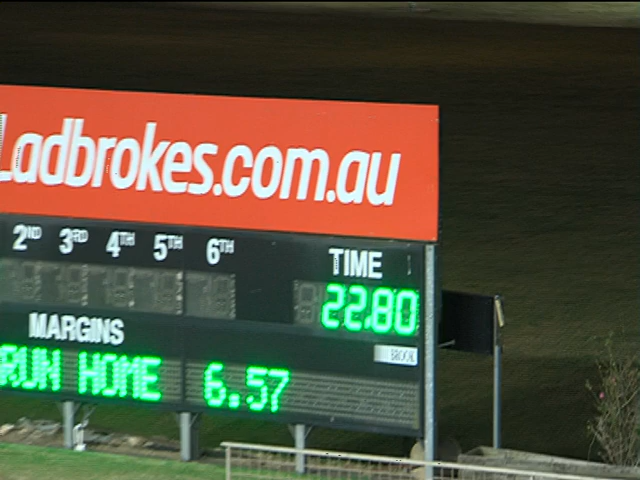 Ladbrokes.com.au
2ND 3RD 4TH 5TH 6TH TIME
22.80
MARGINS
RUN HOME 6.57